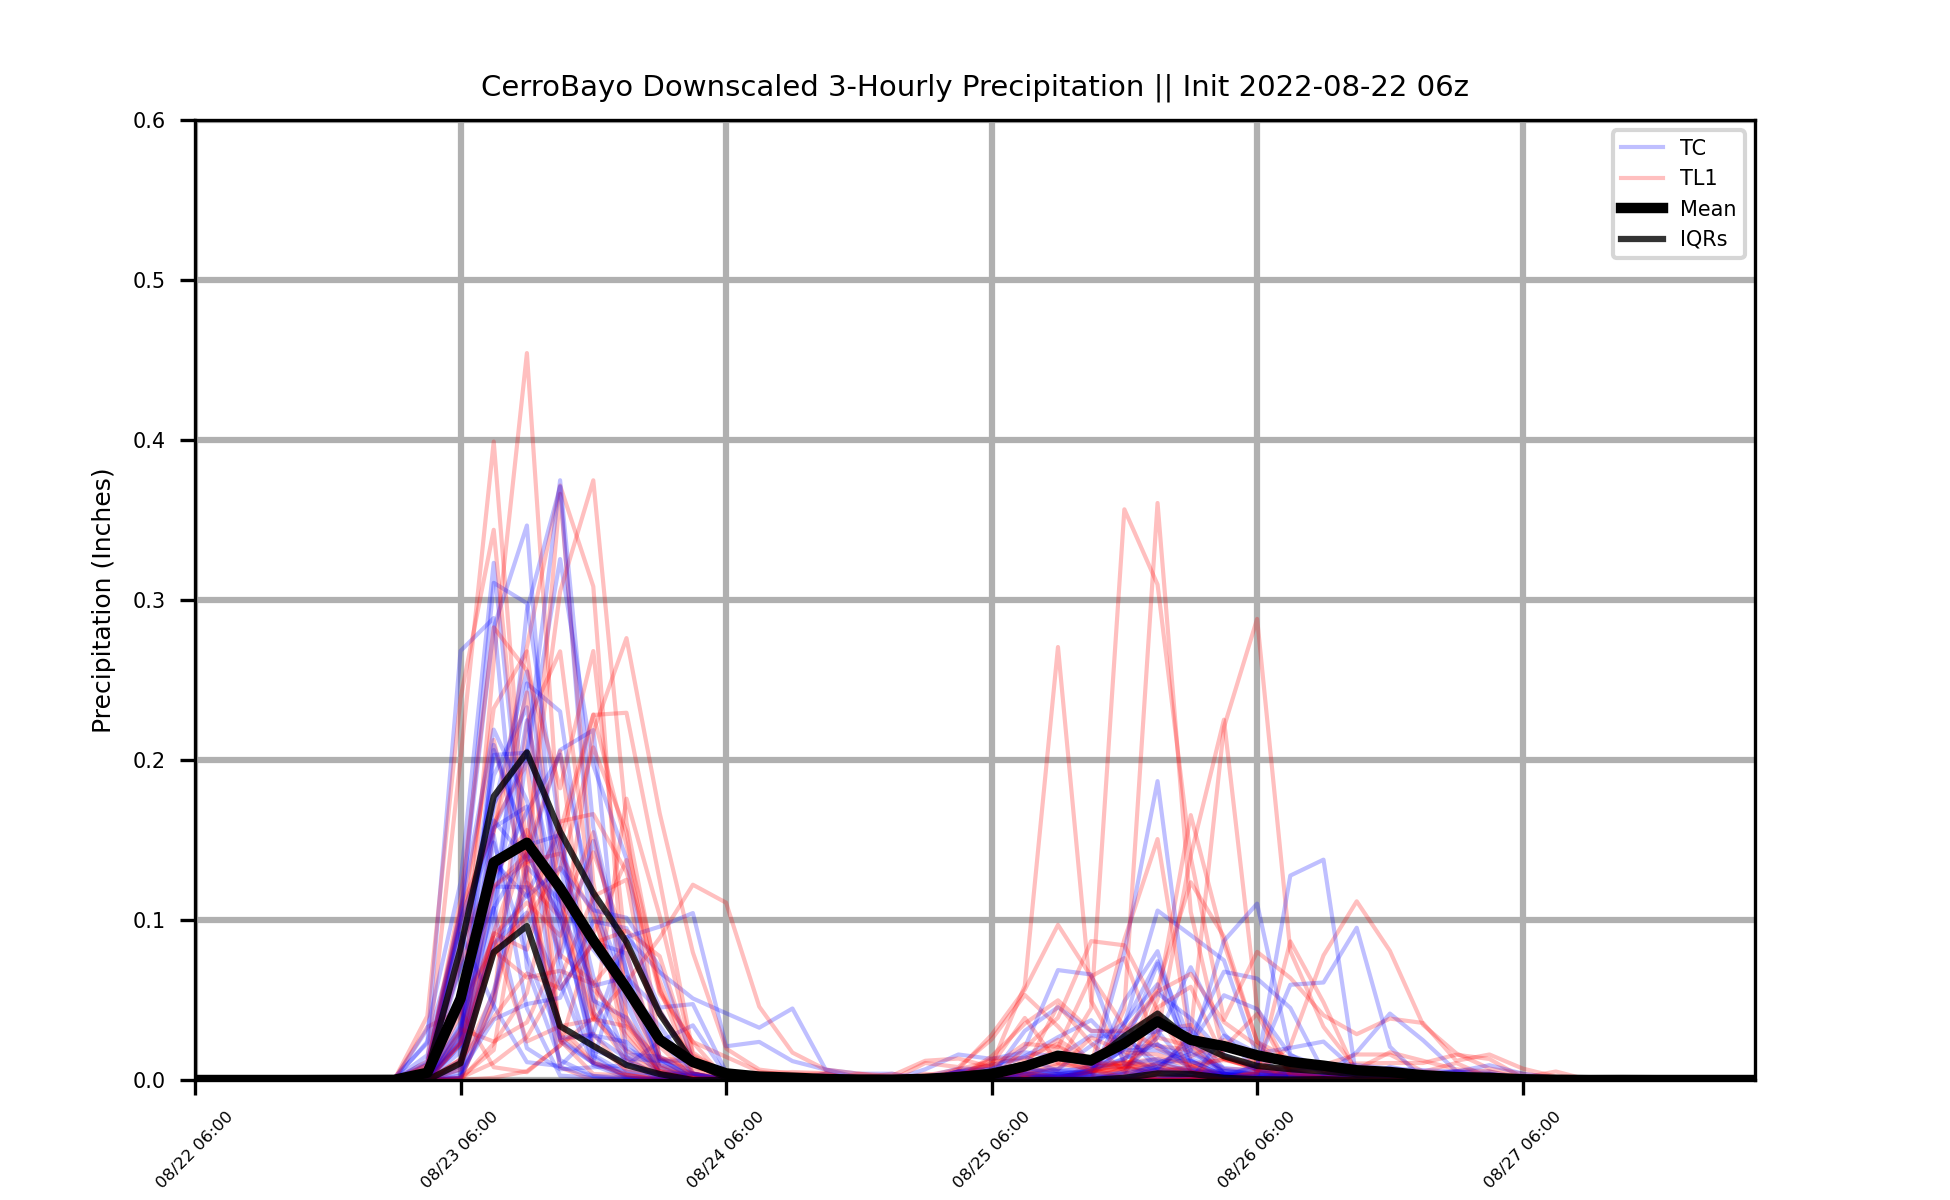 CerroBayo Downscaled 3-Hourly Precipitation || Init 2022-08-22 06z
TC
TL1
Mean
IQRs
Precipitation (Inches)
0.6
0.5
0.4
0.3
0.2
0.1
0.0
08/22 06:00
08/23 06:00
08/24 06:00
08/25 06:00
08/26 06:00
08/27 06:00